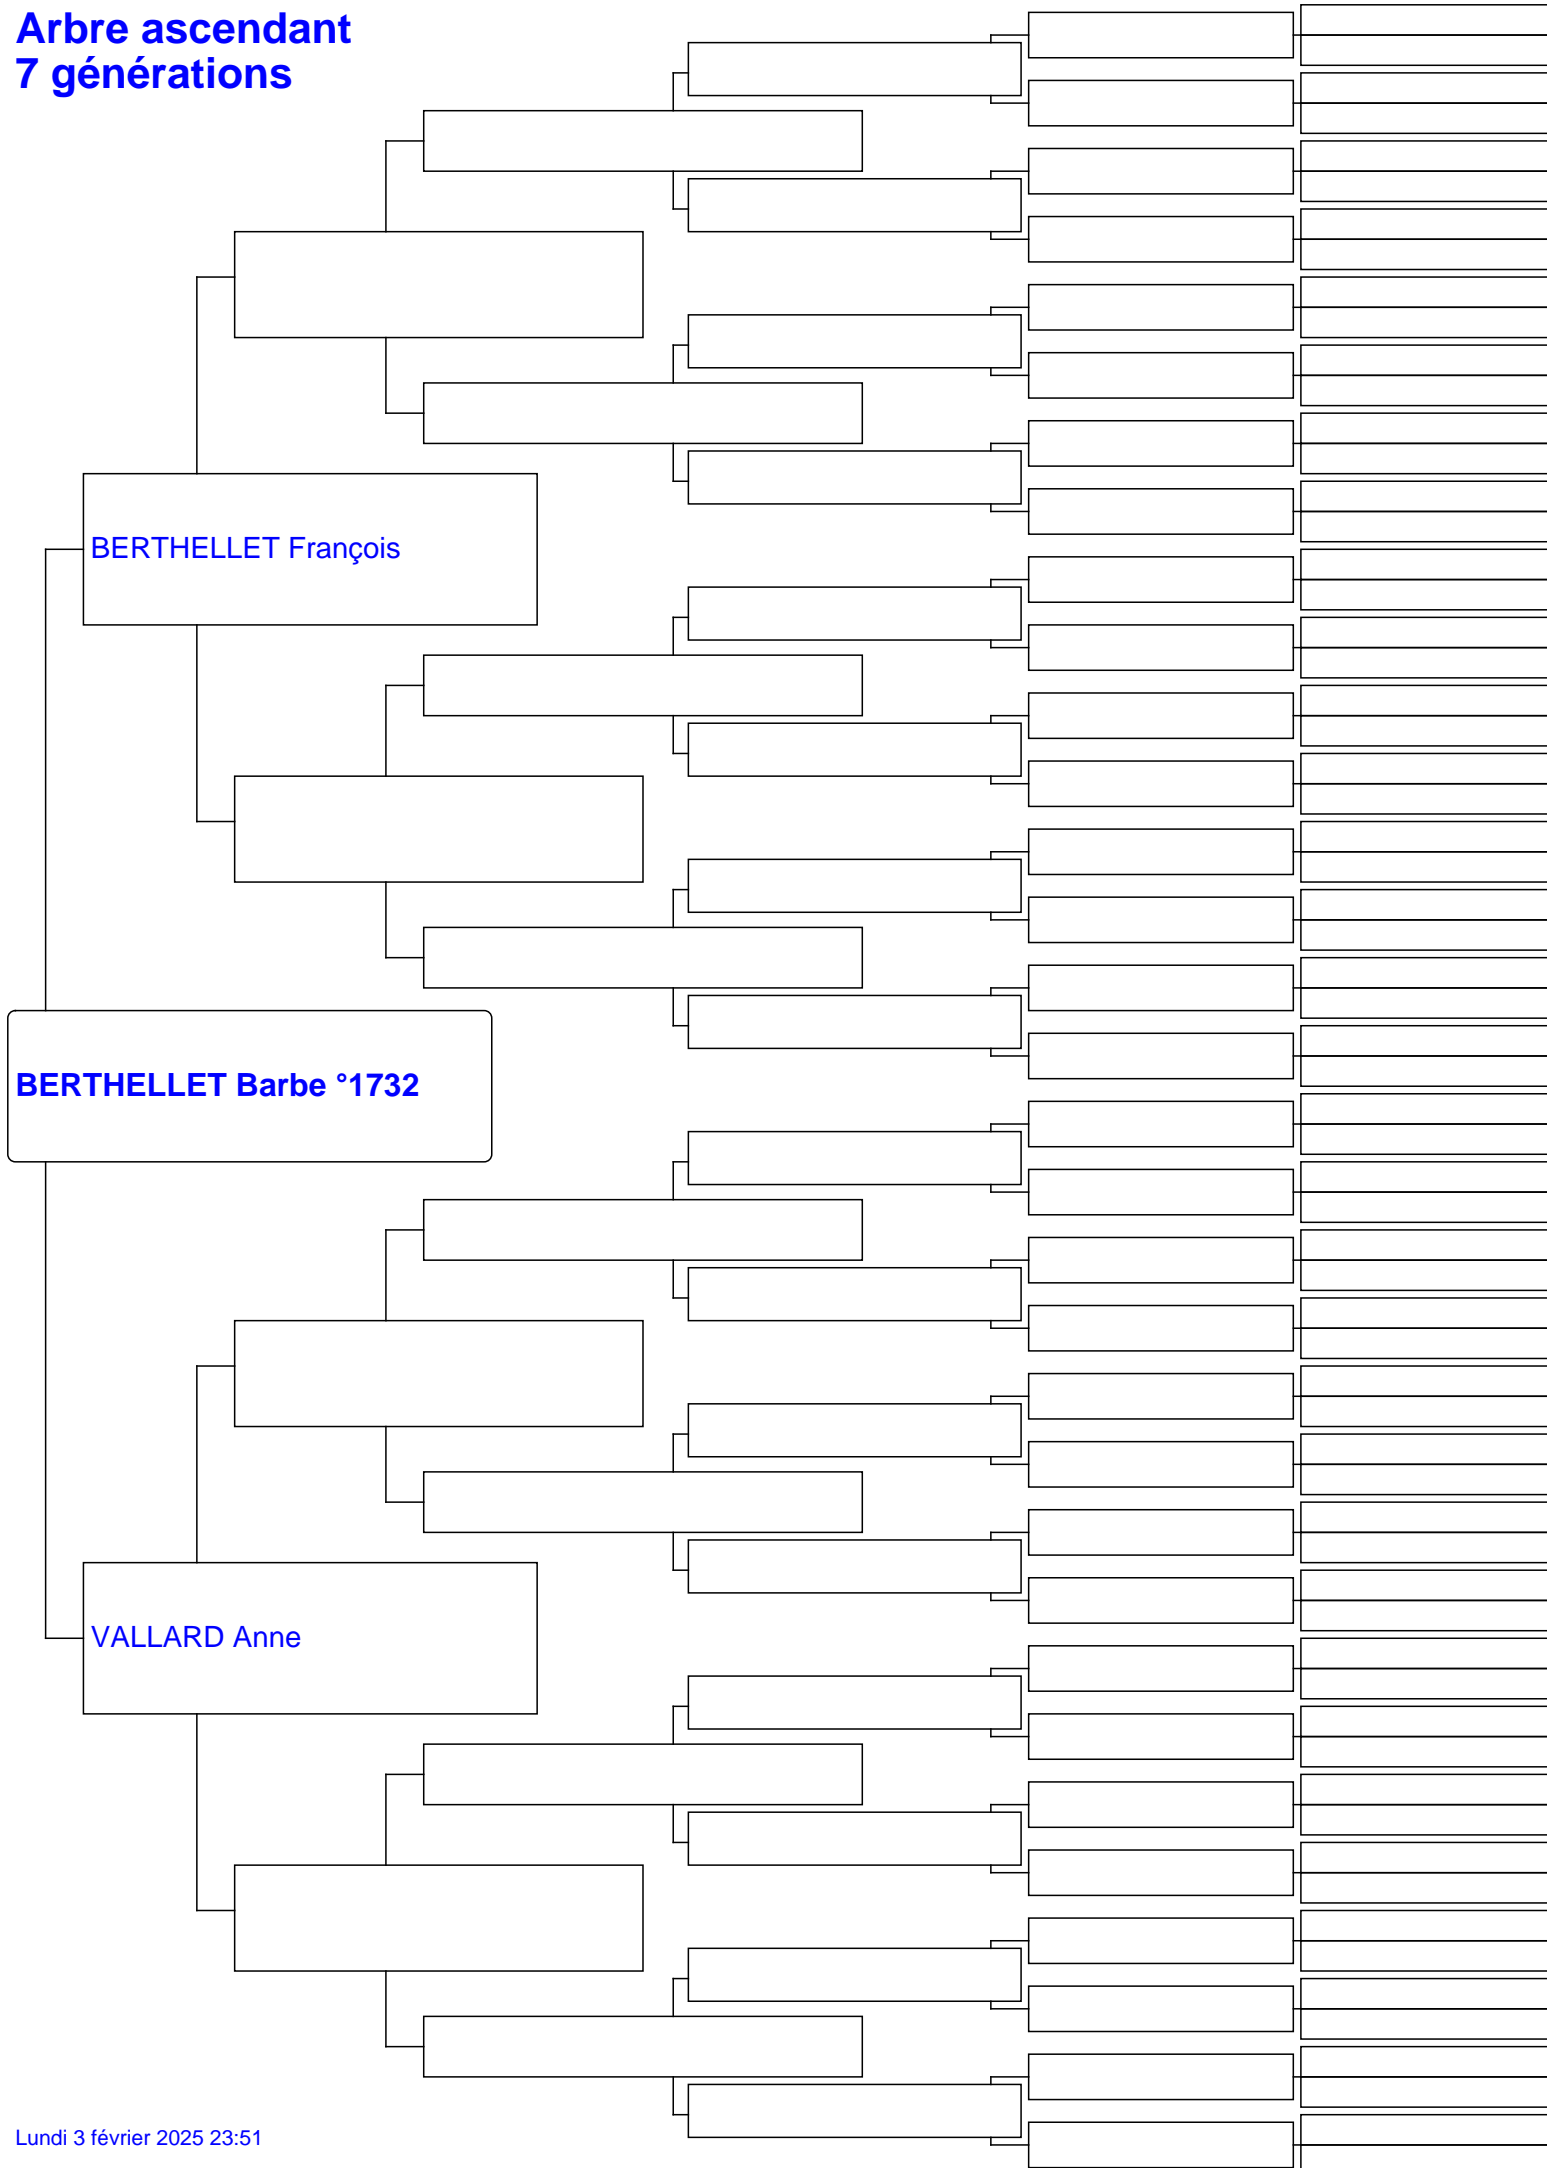 Arbre ascendant
7 générations
BERTHELLET François
BERTHELLET Barbe °1732
VALLARD Anne
Lundi 3 février 2025 23:51